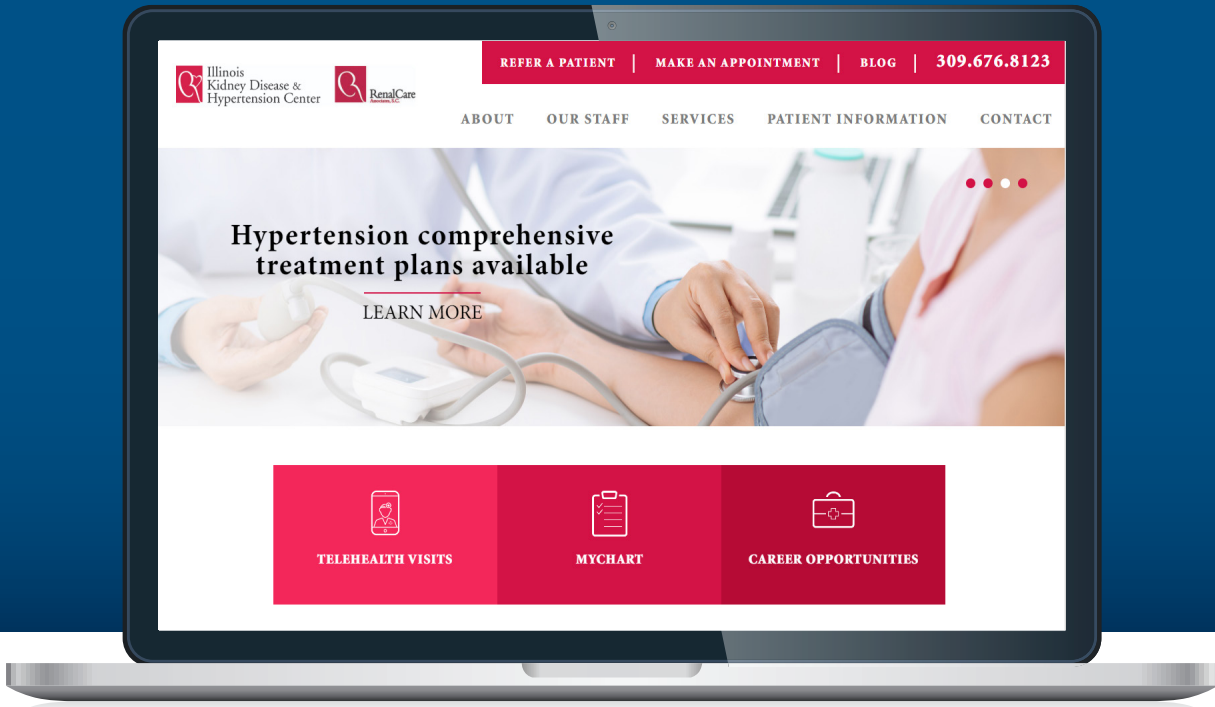 Illinois
Kidney Disease &
Hypertension Center
RenalCare
Associates, S.C.
REFER A PATIENT | MAKE AN APPOINTMENT | BLOG | 309.676.8123
ABOUT OUR STAFF SERVICES PATIENT INFORMATION CONTACT
Hypertension comprehensive
treatment plans available
LEARN MORE
TELEHEALTH VISITS MYCHART CAREER OPPORTUNITIES